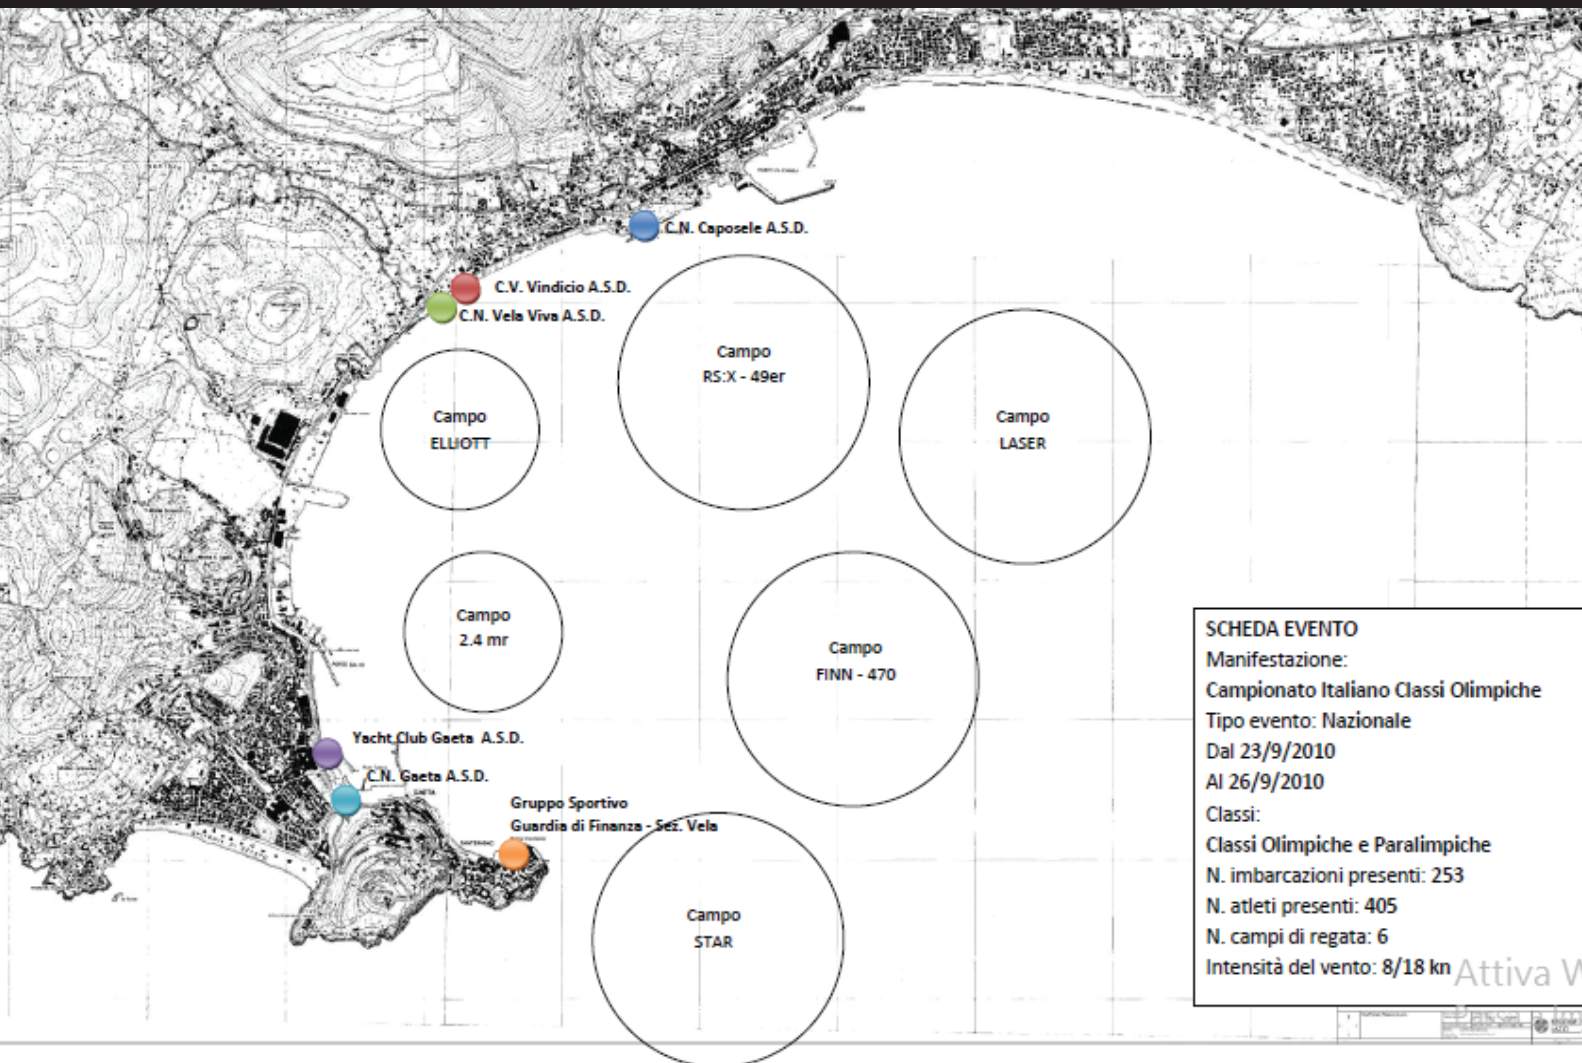 C.N. Caposele A.S.D.
C.V. Vindicio A.S.D.
C.N. Vela Viva A.S.D.
Campo
RS:X - 49er
Campo
LASER
Campo
ELLIOTT
Campo
2.4 mr
Campo
FINN - 470
Yacht Club Gaeta A.S.D.
C.N. Gaeta A.S.D.
GAETA
Gruppo Sportivo
Guardia di Finanza - Sez. Vela
Campo
STAR
SCHEDA EVENTO
Manifestazione:
Campionato Italiano Classi Olimpiche
Tipo evento: Nazionale
Dal 23/9/2010
Al 26/9/2010
Classi:
Classi Olimpiche e Paralimpiche
N. imbarcazioni presenti: 253
N. atleti presenti: 405
N. campi di regata: 6
Intensità del vento: 8/18 kn
Attiva W